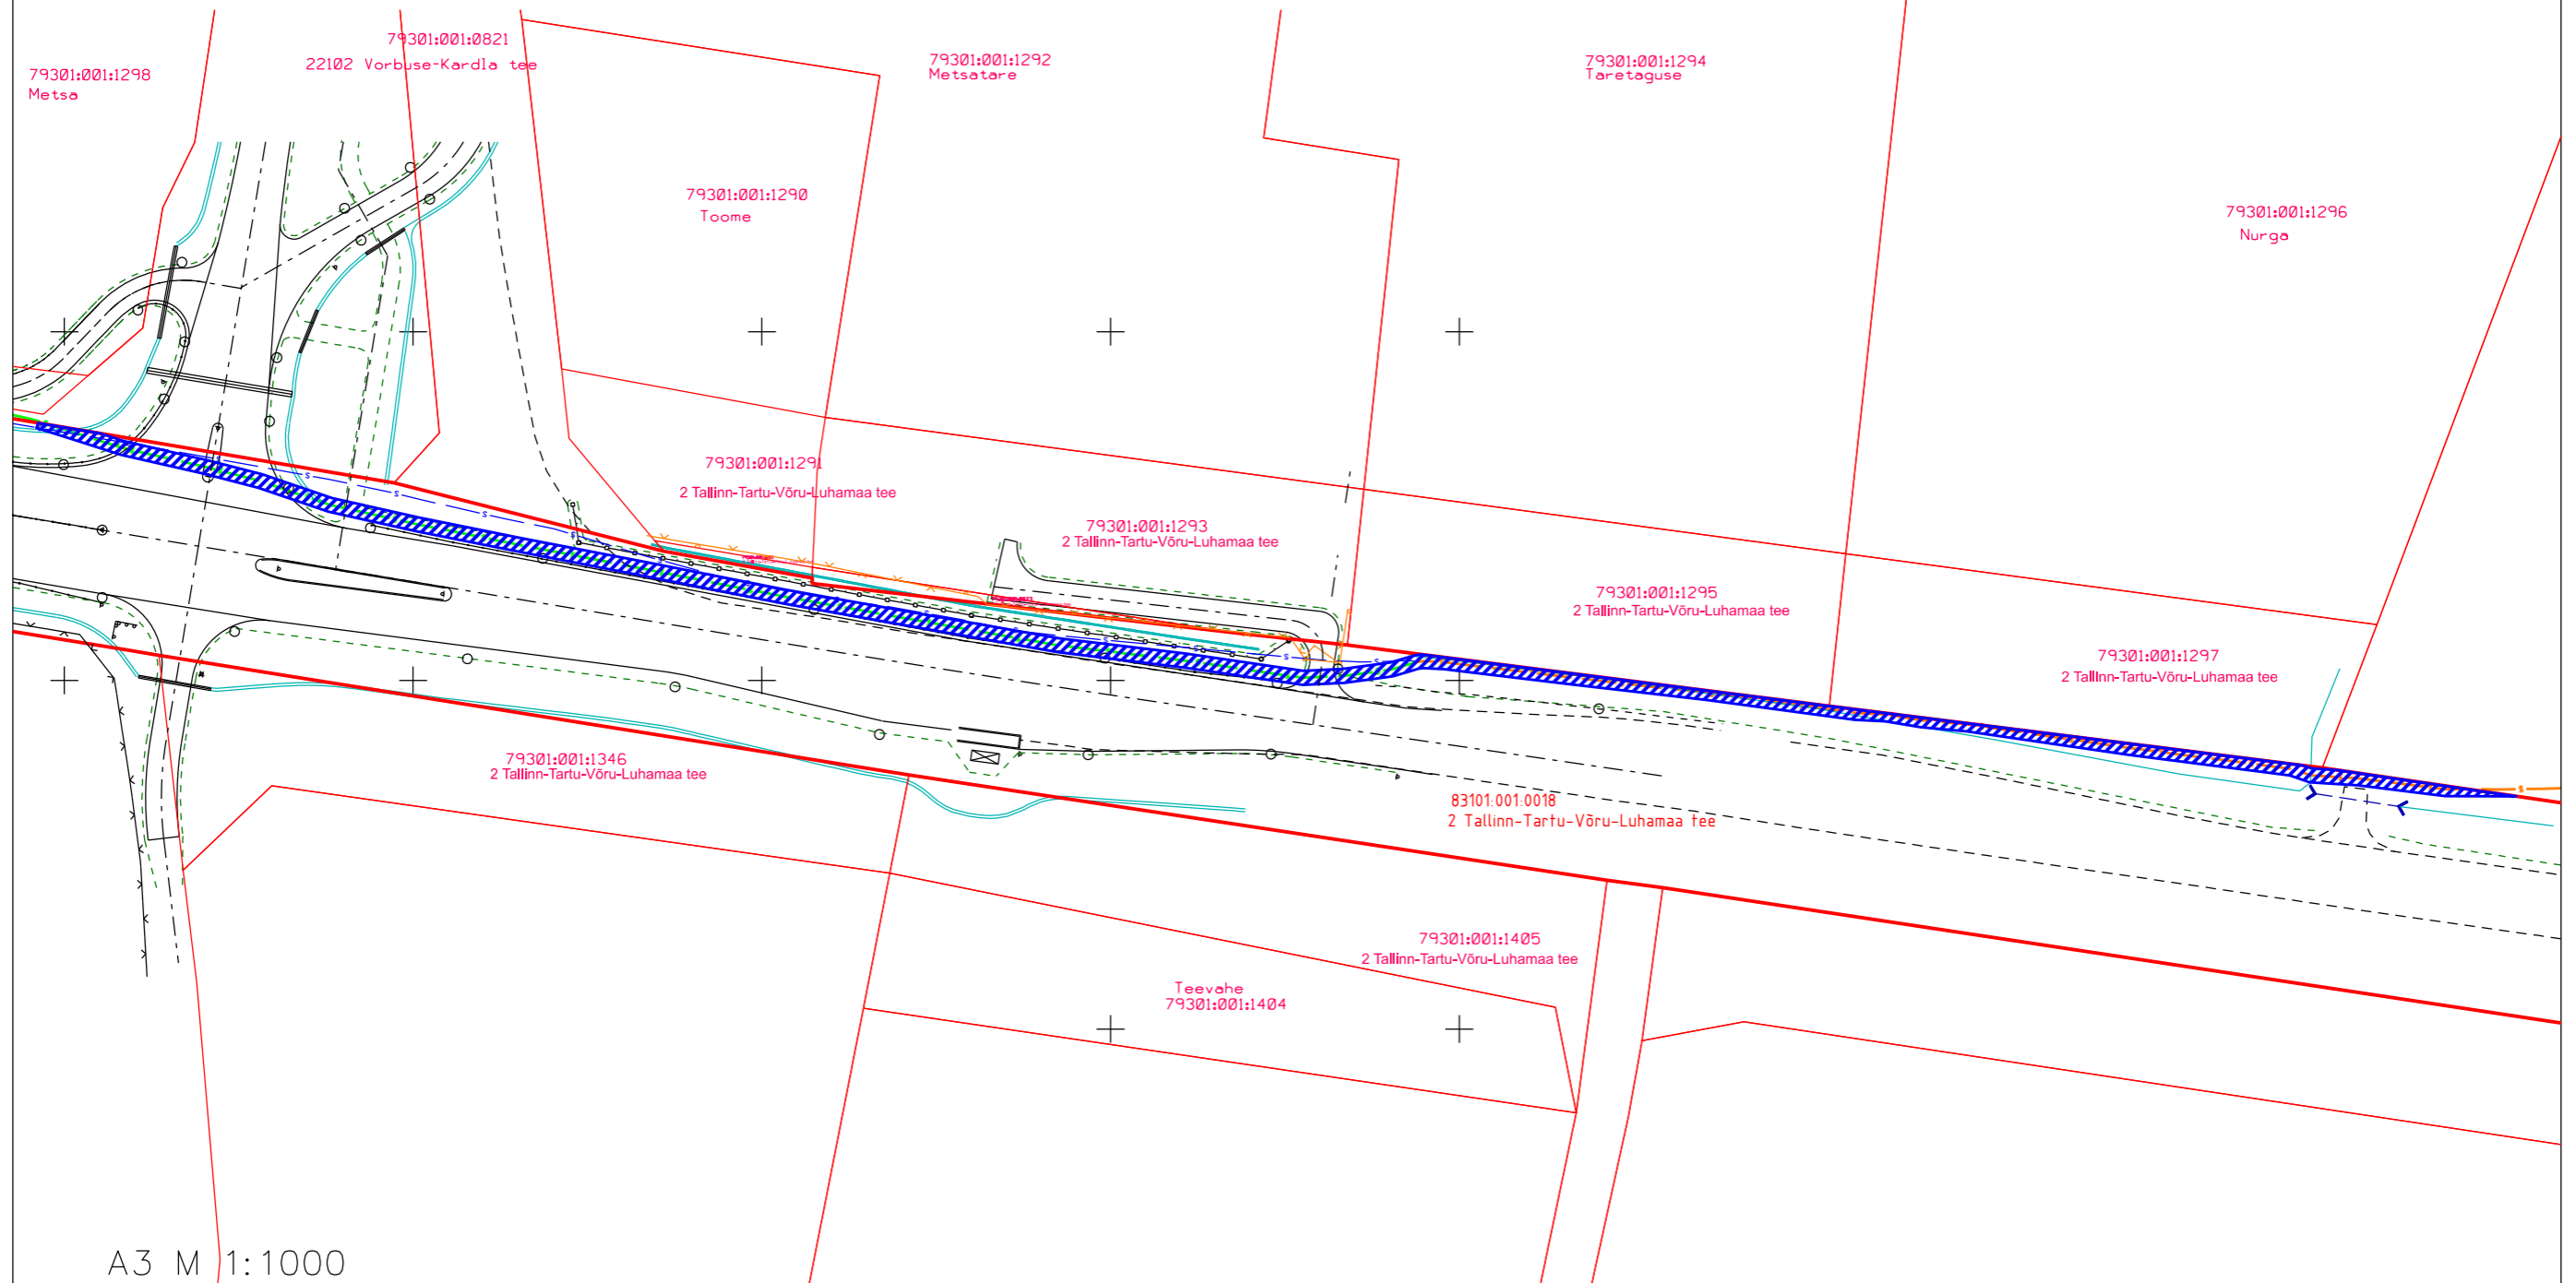 79301:001:0821
22102 Vorbuse-Kardla tee
79301:001:1298
Metsa
79301:001:1292
Metsatare
79301:001:1294
Taretaguse
79301:001:1290
Toome
79301:001:1296
Nurga
79301:001:1291
2 Tallinn-Tartu-Võru-Luhamaa tee
79301:001:1293
2 Tallinn-Tartu-Võru-Luhamaa tee
79301:001:1295
2 Tallinn-Tartu-Võru-Luhamaa tee
79301:001:1297
2 Tallinn-Tartu-Võru-Luhamaa tee
79301:001:1346
2 Tallinn-Tartu-Võru-Luhamaa tee
83101:001:0018
2 Tallinn-Tartu-Võru-Luhamaa tee
79301:001:1405
2 Tallinn-Tartu-Võru-Luhamaa tee
Teevahe
79301:001:1404
A3 M 1:1000